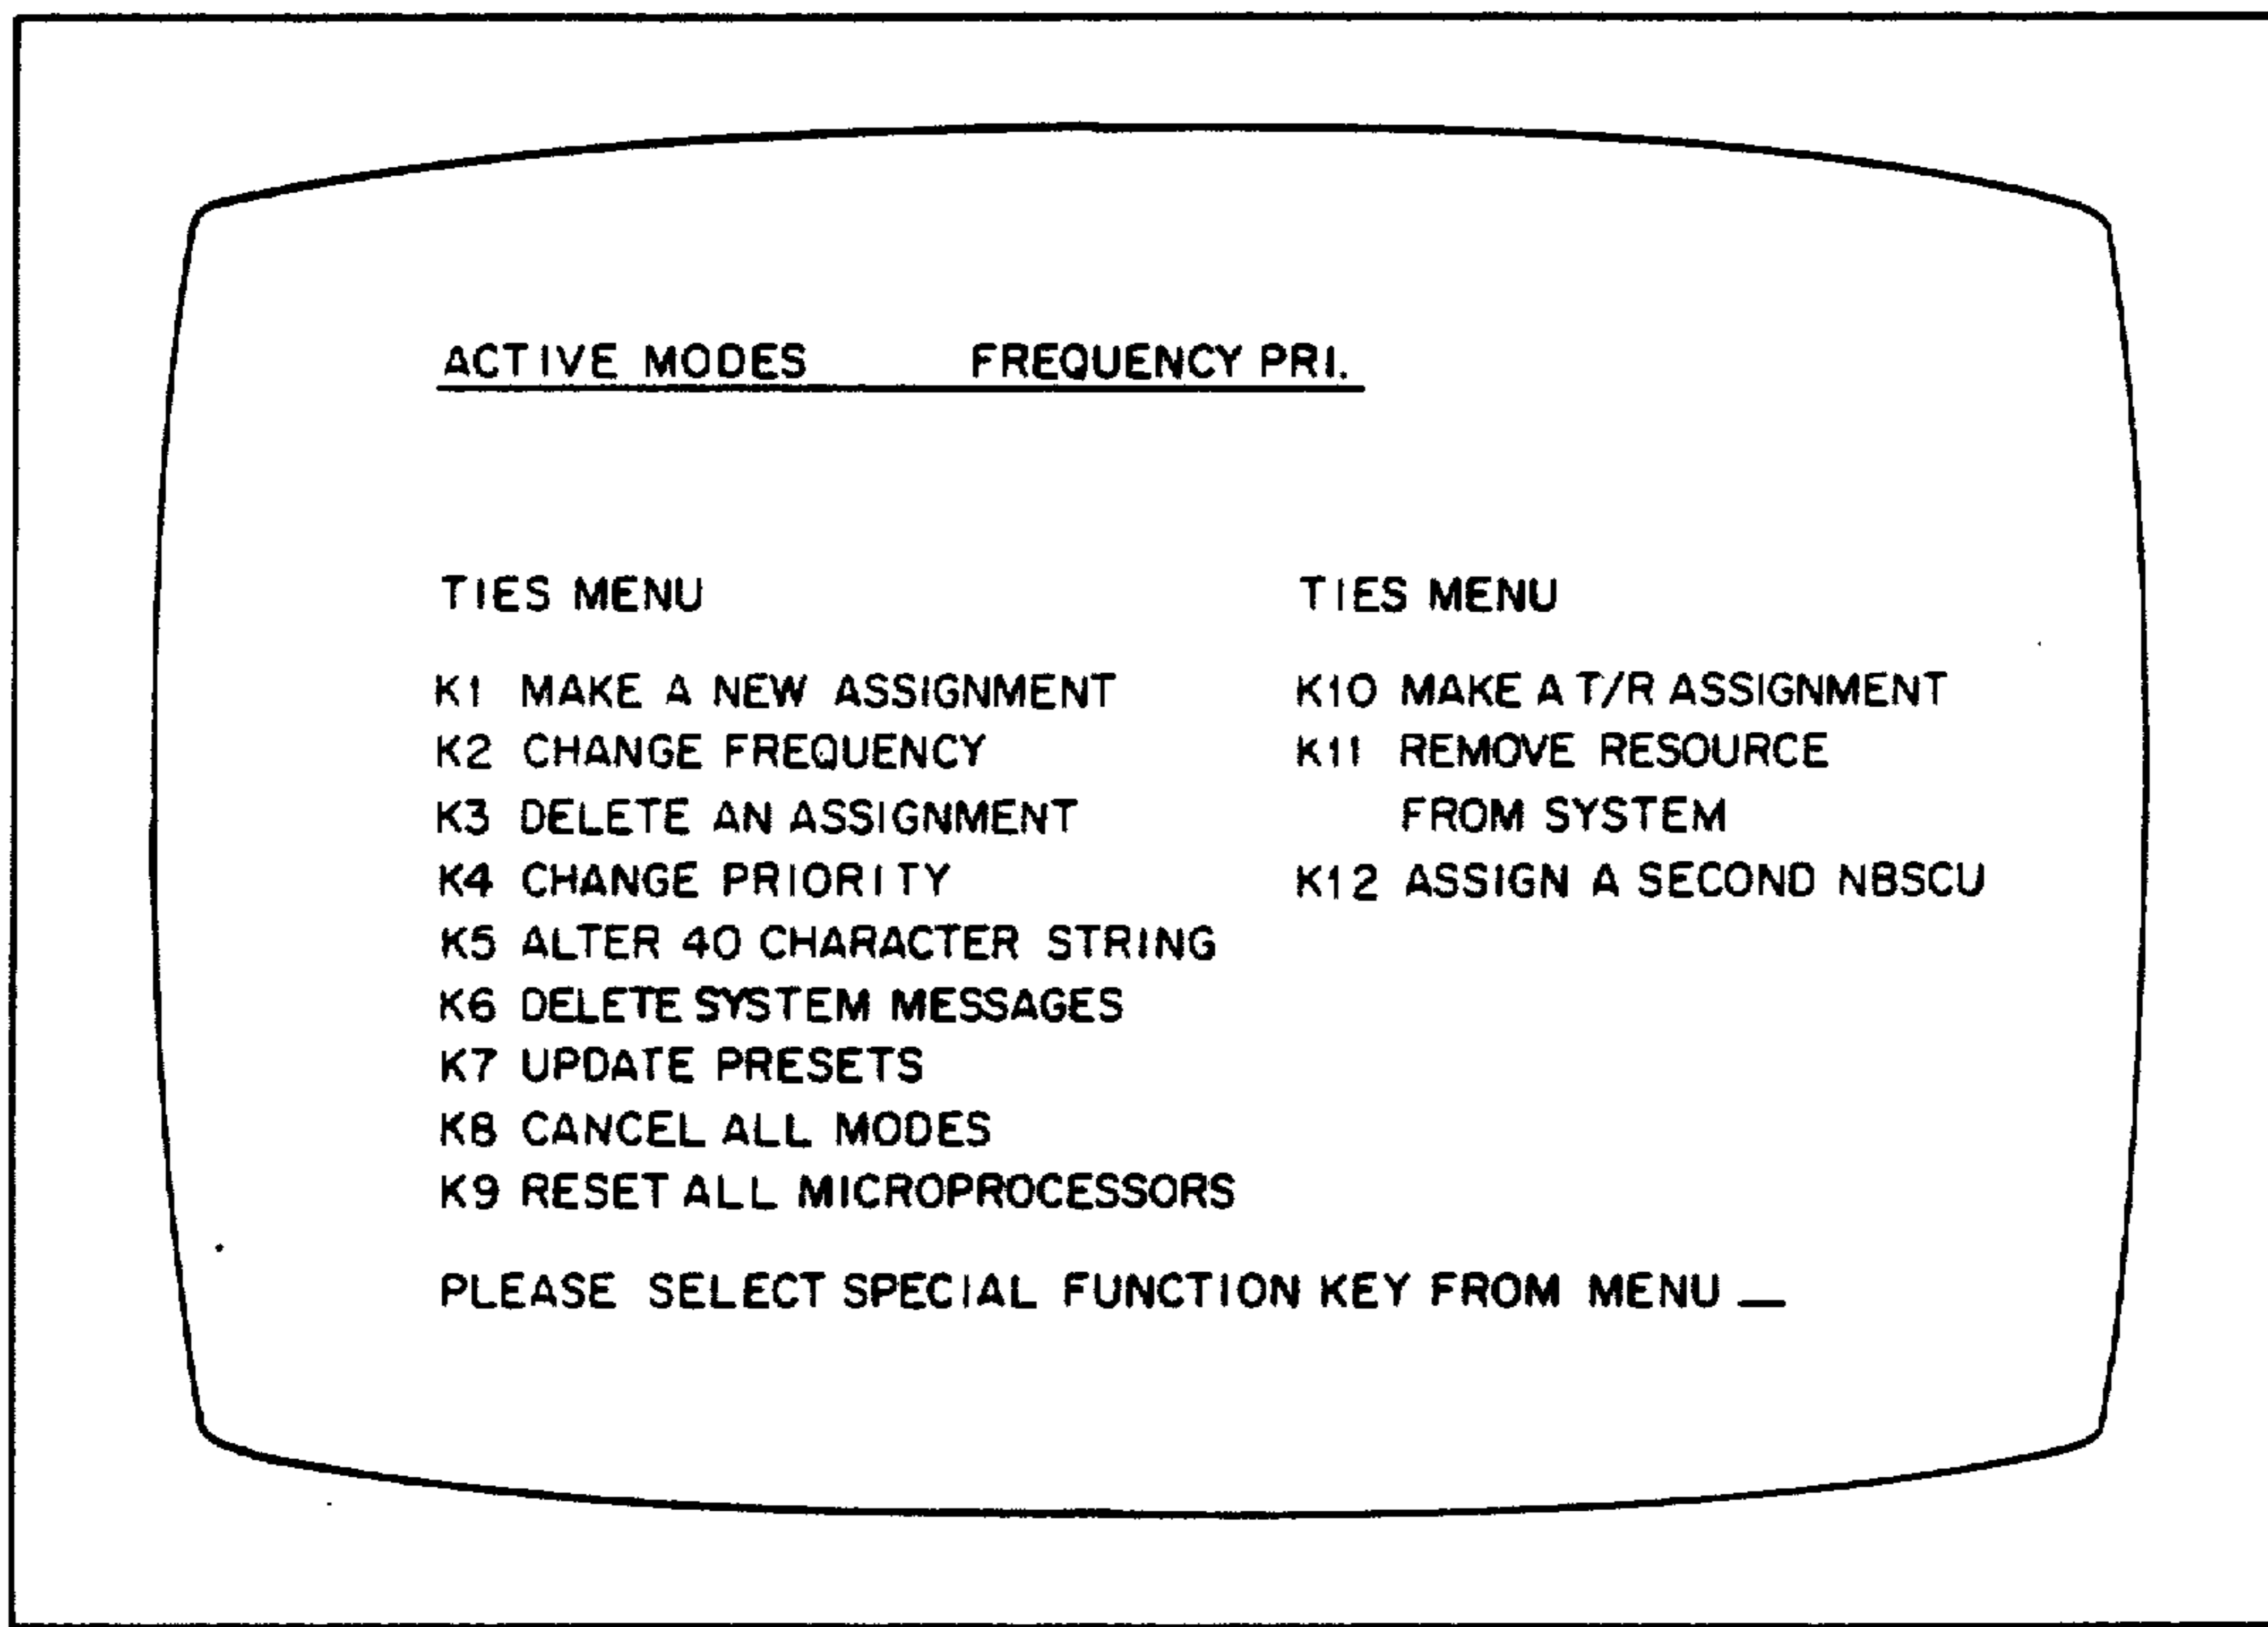 ACTIVE MODES FREQUENCY PRI.
TIES MENU
K1 MAKE A NEW ASSIGNMENT
K2 CHANGE FREQUENCY
K3 DELETE AN ASSIGNMENT
K4 CHANGE PRIORITY
K5 ALTER 40 CHARACTER STRING
K6 DELETE SYSTEM MESSAGES
K7 UPDATE PRESETS
K8 CANCEL ALL MODES
K9 RESET ALL MICROPROCESSORS
TIES MENU
K10 MAKE A T/R ASSIGNMENT
K11 REMOVE RESOURCE
FROM SYSTEM
K12 ASSIGN A SECOND NBSCU
PLEASE SELECT SPECIAL FUNCTION KEY FROM MENU _